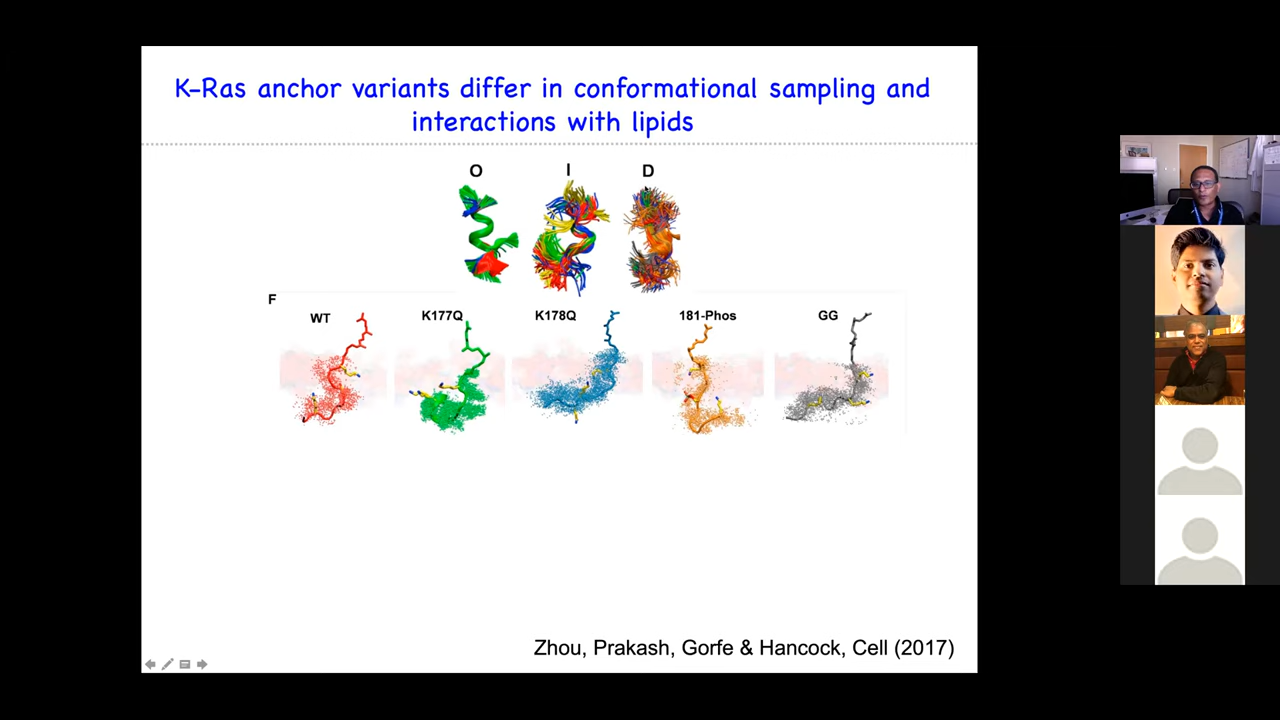 K-Ras anchor variants differ in conformational sampling and
interactions with lipids
O I D
F
WT K177Q K178Q 181-Phos GG
Zhou, Prakash, Gorfe & Hancock, Cell (2017)